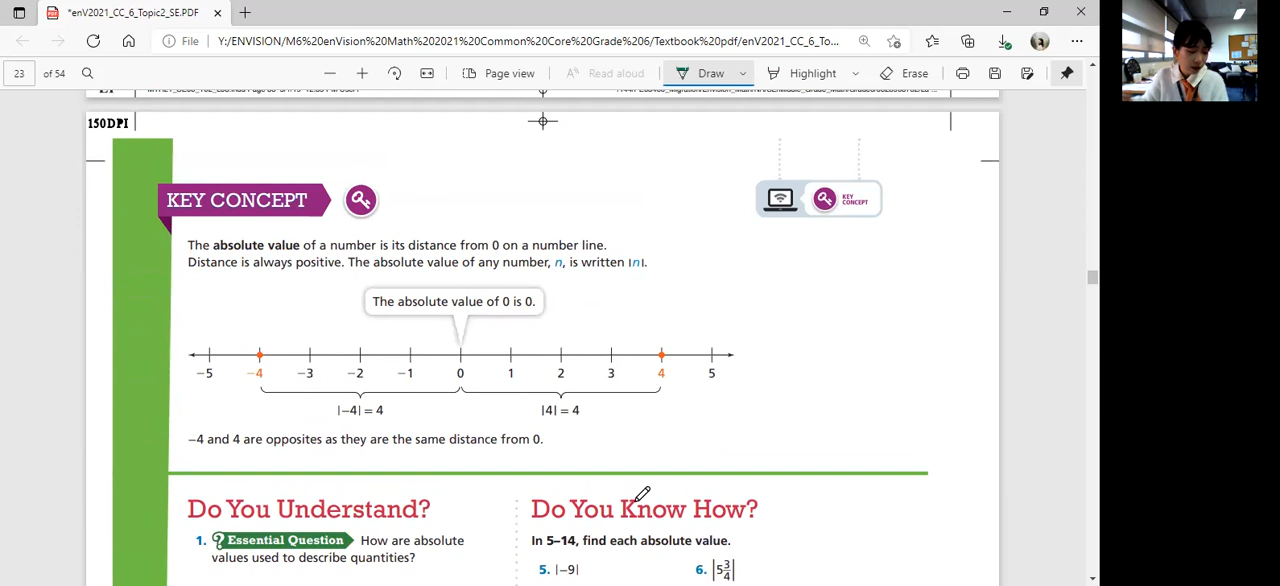 *enV2021_CC_6_Topic2_SE.PDF
File Y:/ENVISION/M6%20enVision%20Math%202021%20Common%20Core%20Grade%206/Textbook%20pdf/enV2021_CC_6_To...
23 of 54 Page view Read aloud Draw Highlight Erase
150DPI
KEY CONCEPT
KEY
CONCEPT
The absolute value of a number is its distance from 0 on a number line.
Distance is always positive. The absolute value of any number, n, is written |n|.
The absolute value of 0 is 0.
−5 −4 −3 −2 −1 0 1 2 3 4 5
|−4| = 4 |4| = 4
−4 and 4 are opposites as they are the same distance from 0.
Do You Understand?
1. ? Essential Question How are absolute
values used to describe quantities?
Do You Know How?
In 5–14, find each absolute value.
5. |−9| 6. |5 3/4|